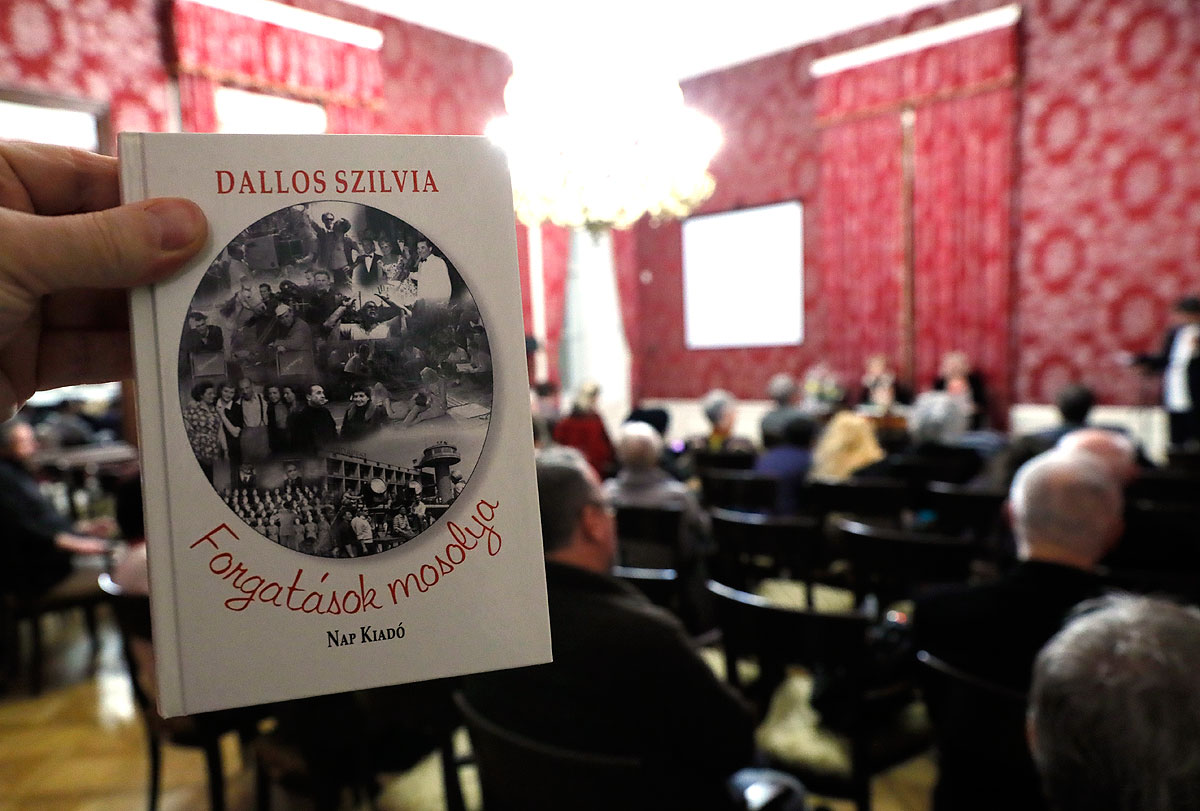 DALLOS SZILVIA
Forgatások mosolya
NAP KIADÓ